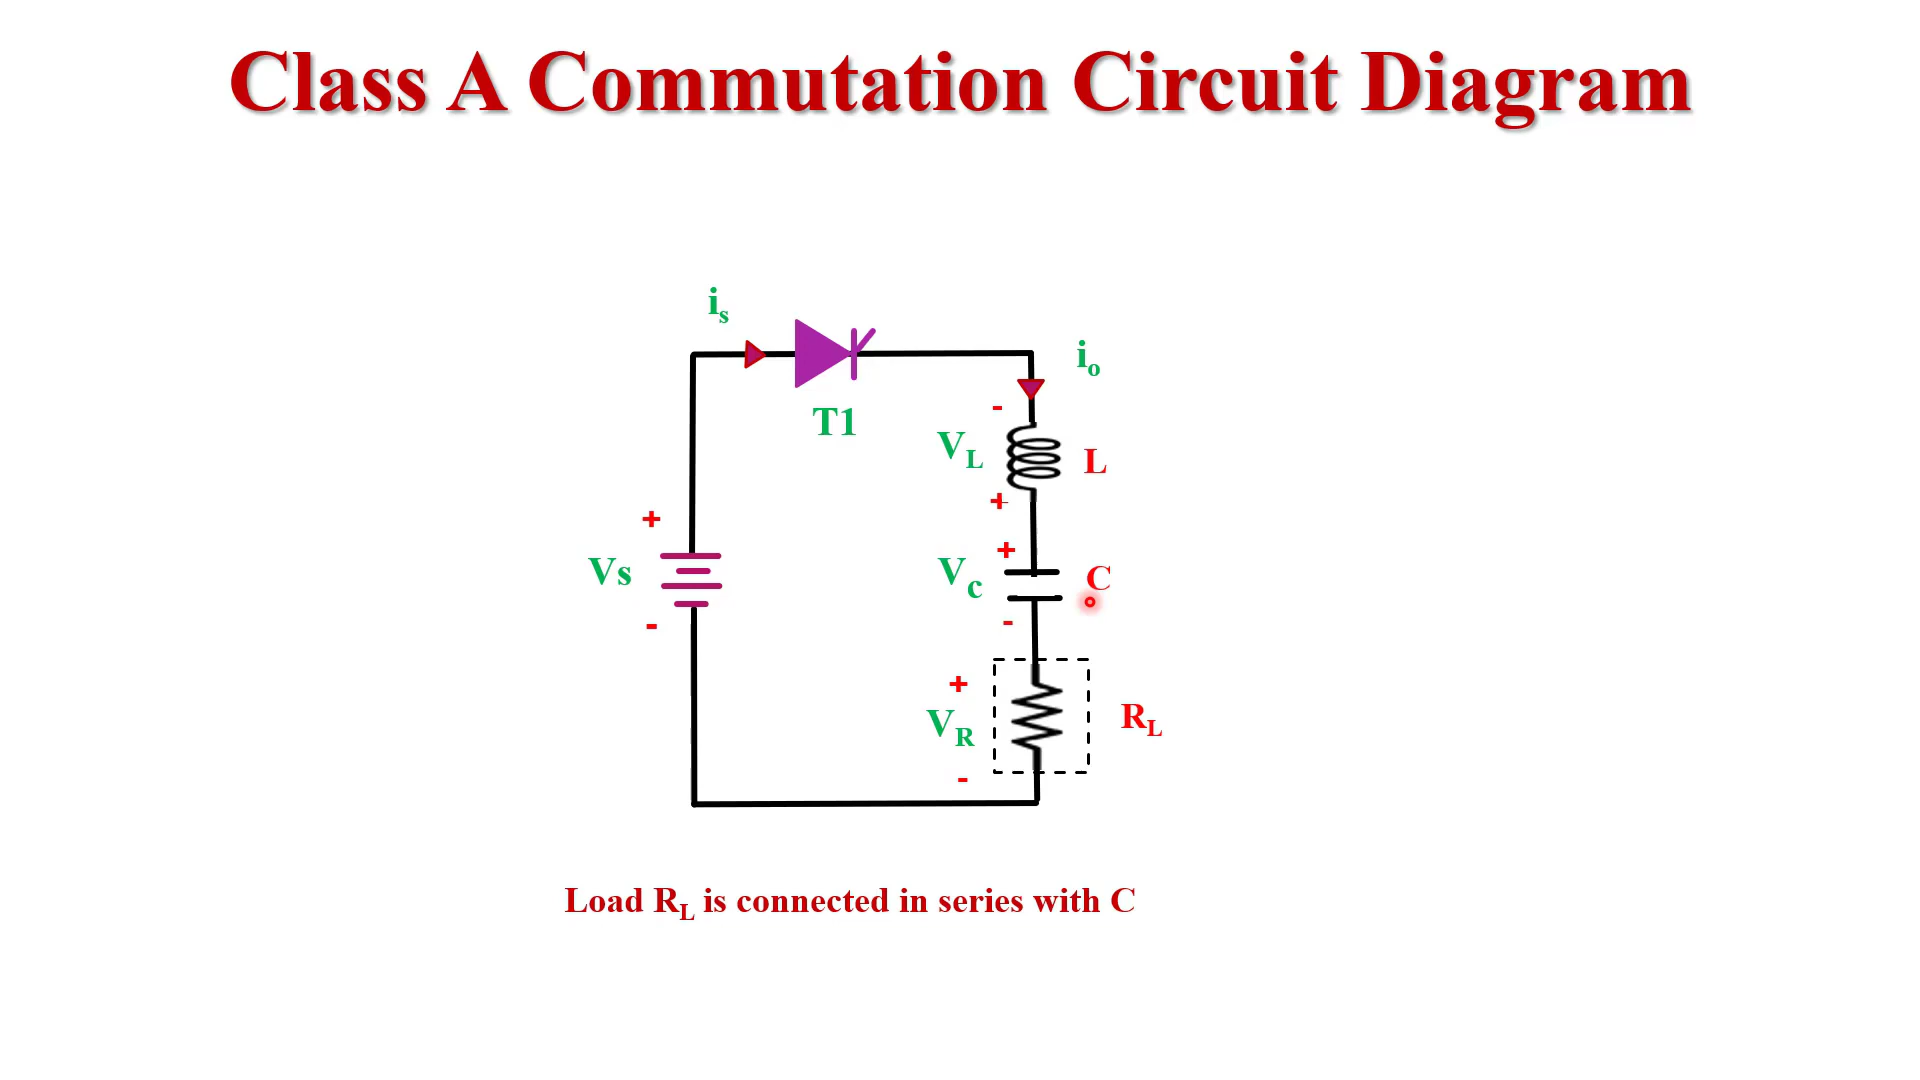 Class A Commutation Circuit Diagram
is
io
T1
-
VL
L
+
+
+
Vs
Vc
C
-
-
+
VR
RL
-
Load RL is connected in series with C